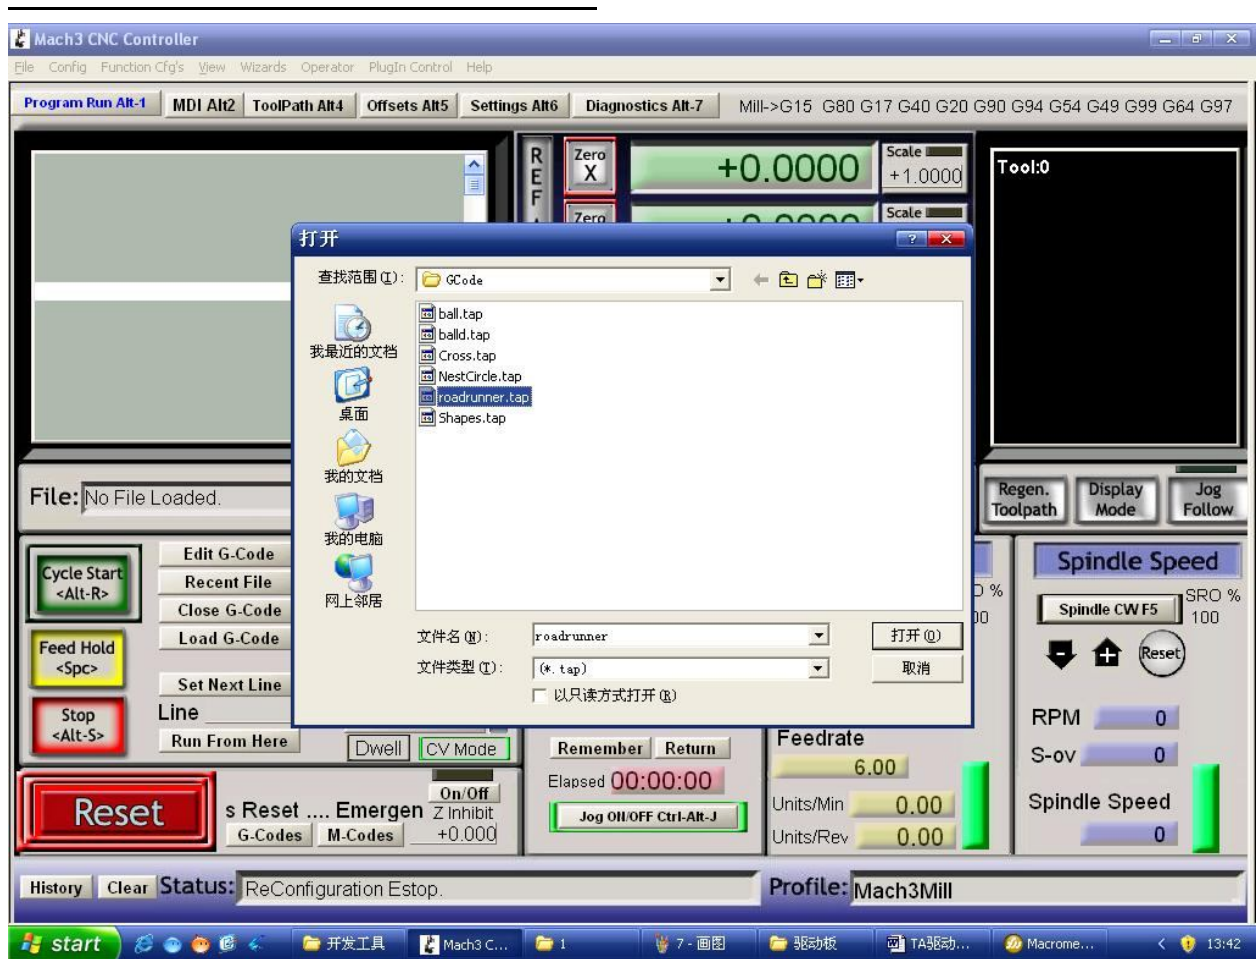 Mach3 CNC Controller
File Config Function Cfg's View Wizards Operator PlugIn Control Help
Program Run Alt-1 MDI Alt2 ToolPath Alt4 Offsets Alt5 Settings Alt6 Diagnostics Alt-7 Mill->G15 G80 G17 G40 G20 G90 G94 G54 G49 G99 G64 G97
REF
Zero X
+0.0000
Scale
+1.0000
Zero
Scale
Tool:0
打开
查找范围(I): GCode
我最近的文档
桌面
我的文档
我的电脑
网上邻居
ball.tap
balld.tap
Cross.tap
NestCircle.tap
roadrunner.tap
Shapes.tap
文件名(N): roadrunner 打开(O)
文件类型(T): (*.tap) 取消
以只读方式打开(R)
File: No File Loaded.
Regen. Toolpath
Display Mode
Jog Follow
Cycle Start <Alt-R>
Feed Hold <Spc>
Stop <Alt-S>
Edit G-Code
Recent File
Close G-Code
Load G-Code
Set Next Line
Line
Run From Here
Dwell CV Mode
Reset
s Reset .... Emergen
G-Codes M-Codes
On/Off
Z Inhibit
+0.000
Remember Return
Elapsed 00:00:00
Jog ON/OFF Ctrl-Alt-J
Feedrate
6.00
Units/Min 0.00
Units/Rev 0.00
Spindle Speed
Spindle CW F5
SRO %
100
Reset
RPM 0
S-ov 0
Spindle Speed
0
History Clear Status: ReConfiguration Estop. Profile: Mach3Mill
start 开发工具 Mach3 C... 1 7 - 画图 驱动板 TA驱动... Macrome... 13:42